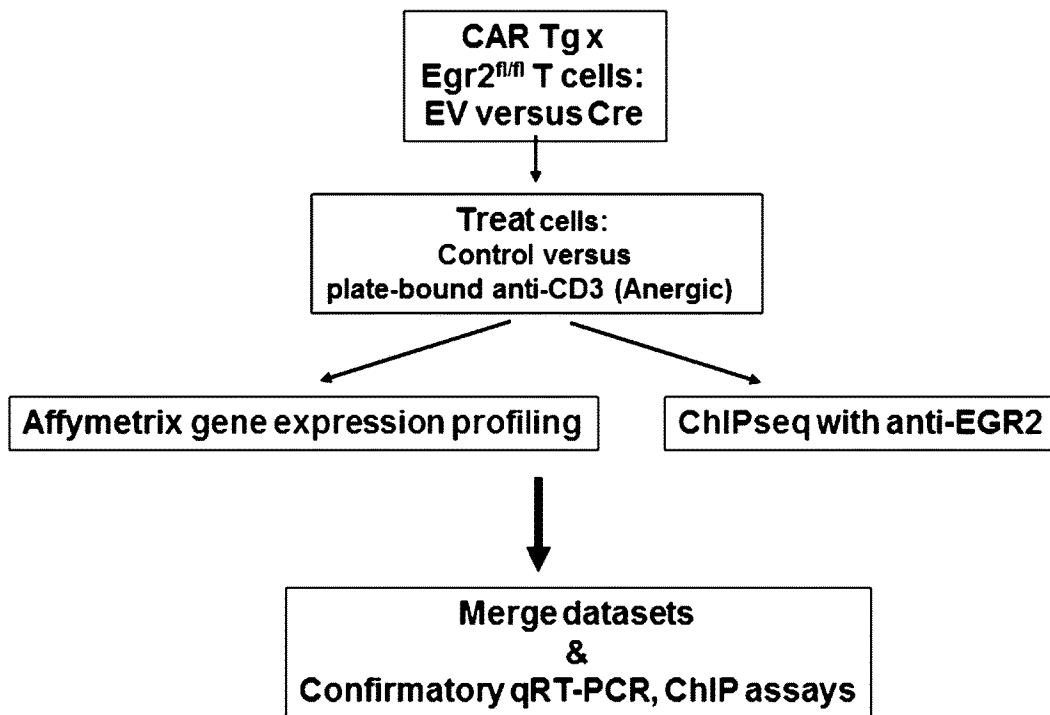 CAR Tg x
Egr2fl/fl T cells:
EV versus Cre
Treat cells:
Control versus
plate-bound anti-CD3 (Anergic)
Affymetrix gene expression profiling
ChIPseq with anti-EGR2
Merge datasets
&
Confirmatory qRT-PCR, ChIP assays